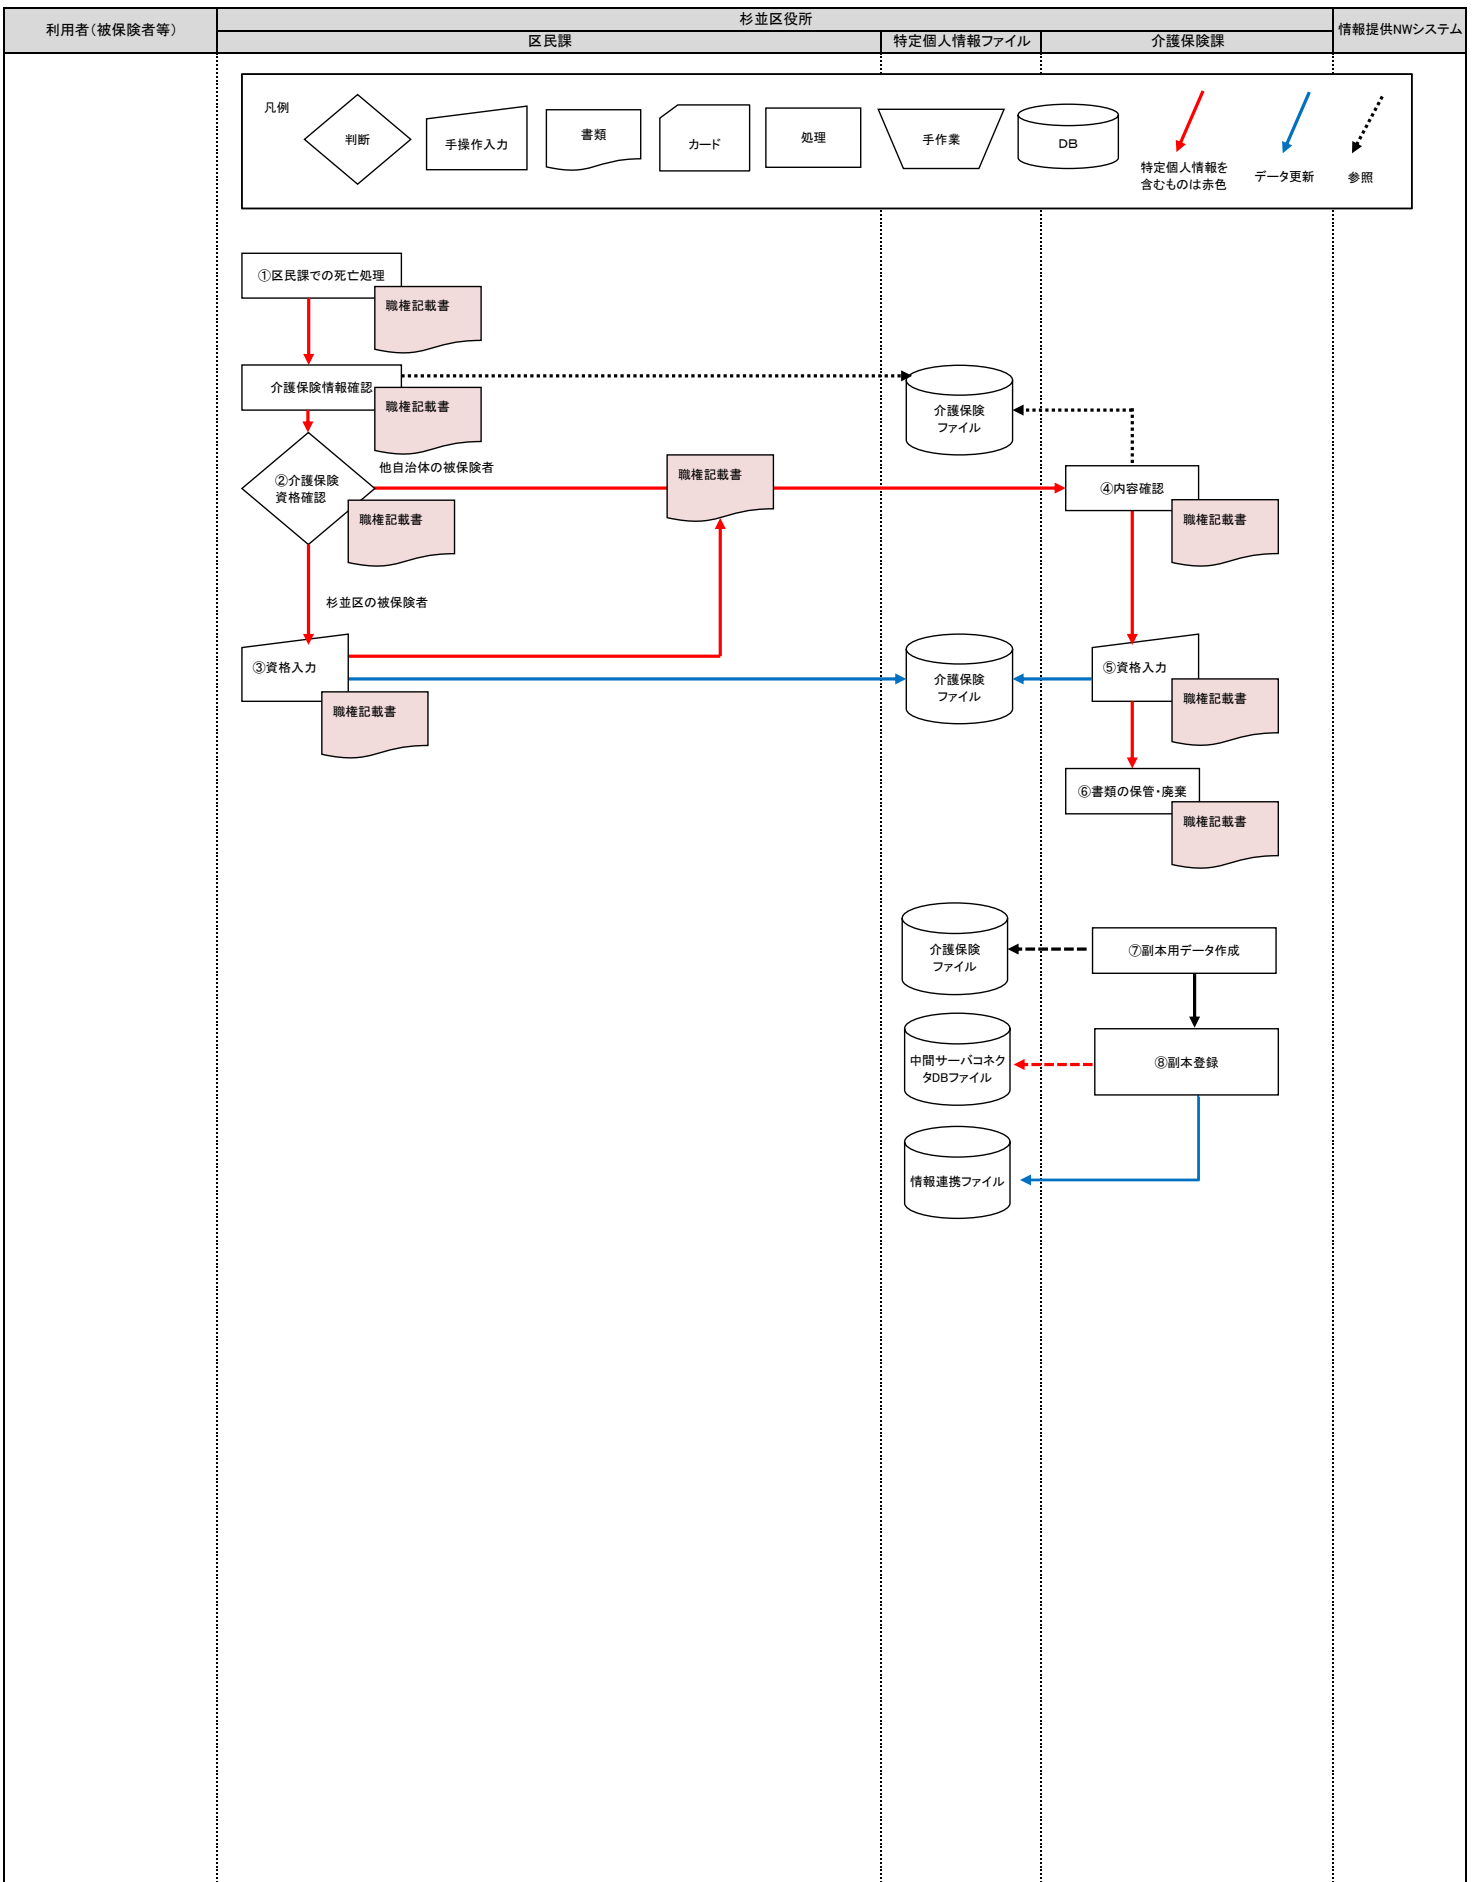 利用者(被保険者等)
杉並区役所
情報提供NWシステム
区民課
特定個人情報ファイル
介護保険課
凡例
判断
手操作入力
書類
カード
処理
手作業
DB
特定個人情報を
含むものは赤色
データ更新
参照
①区民課での死亡処理
職権記載書
介護保険情報確認
職権記載書
介護保険
ファイル
②介護保険
資格確認
他自治体の被保険者
職権記載書
職権記載書
④内容確認
職権記載書
杉並区の被保険者
③資格入力
職権記載書
介護保険
ファイル
⑤資格入力
職権記載書
⑥書類の保管・廃棄
職権記載書
介護保険
ファイル
⑦副本用データ作成
中間サーバコネク
タDBファイル
⑧副本登録
情報連携ファイル